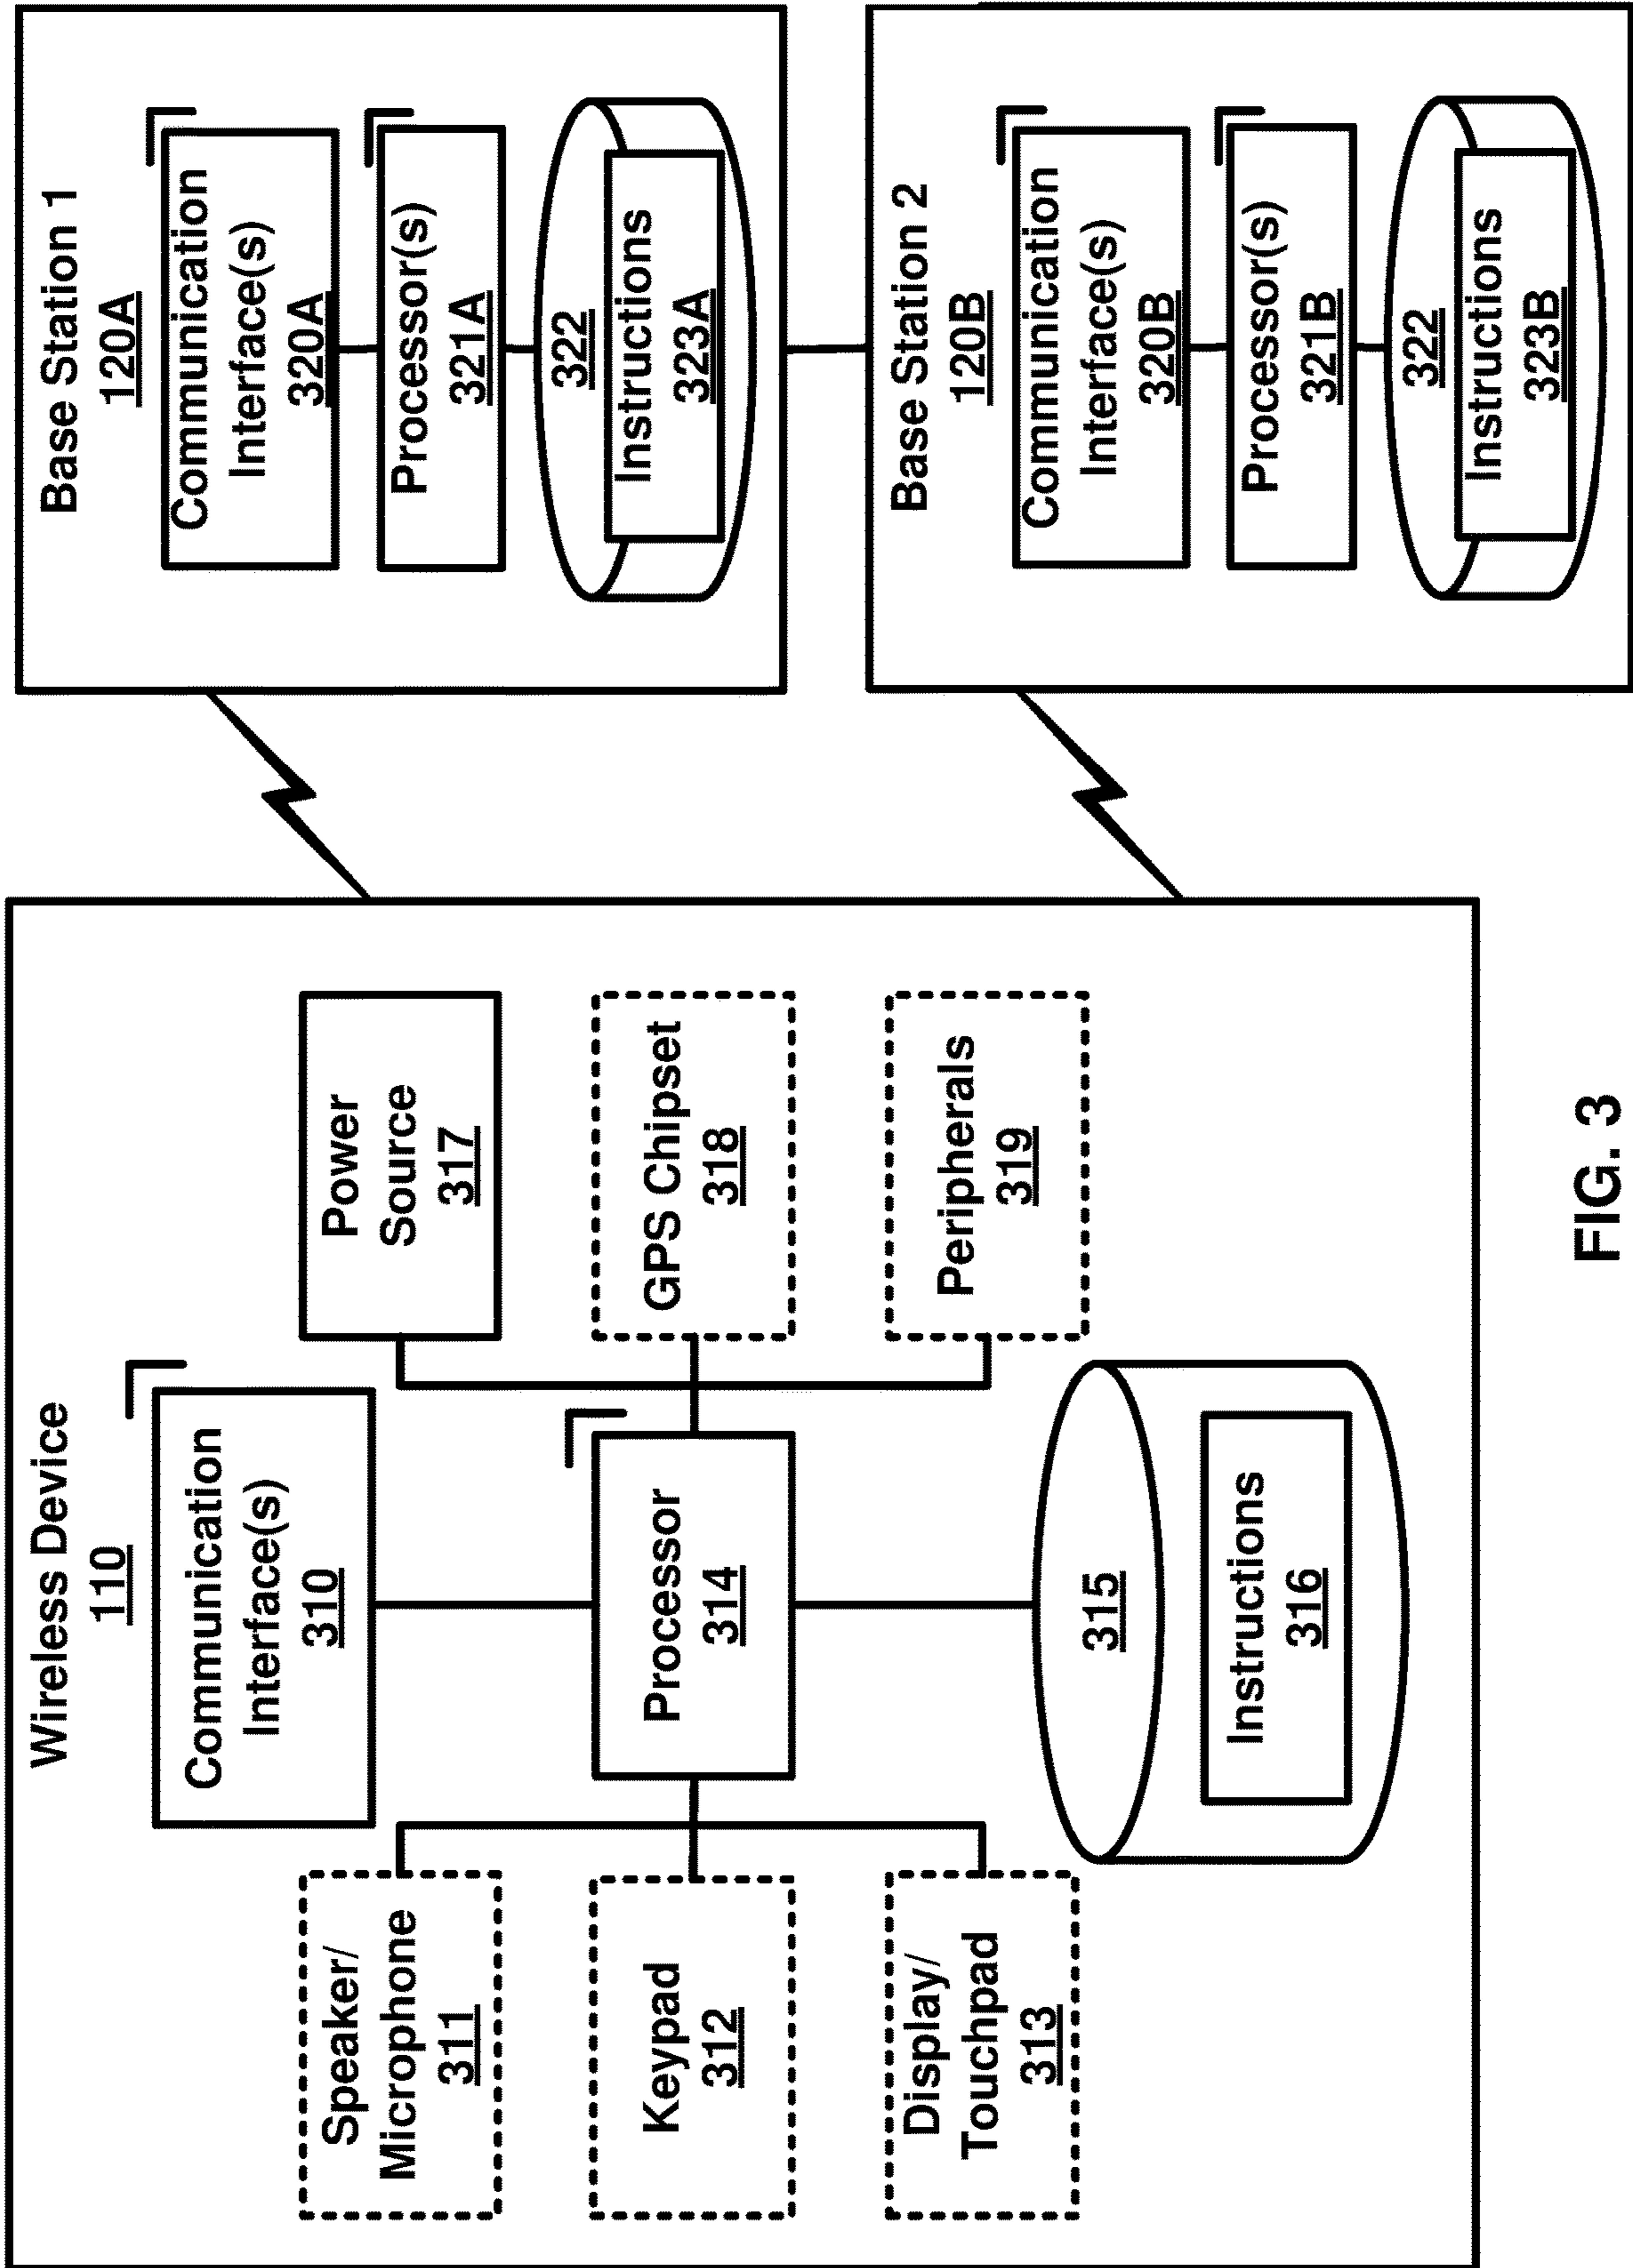 Wireless Device
110
Communication
Interface(s)
310
Speaker/
Microphone
311
Power
Source
317
Keypad
312
Processor
314
GPS Chipset
318
Display/
Touchpad
313
Peripherals
319
315
Instructions
316
Base Station 1
120A
Communication
Interface(s)
320A
Processor(s)
321A
322
Instructions
323A
Base Station 2
120B
Communication
Interface(s)
320B
Processor(s)
321B
322
Instructions
323B
FIG. 3